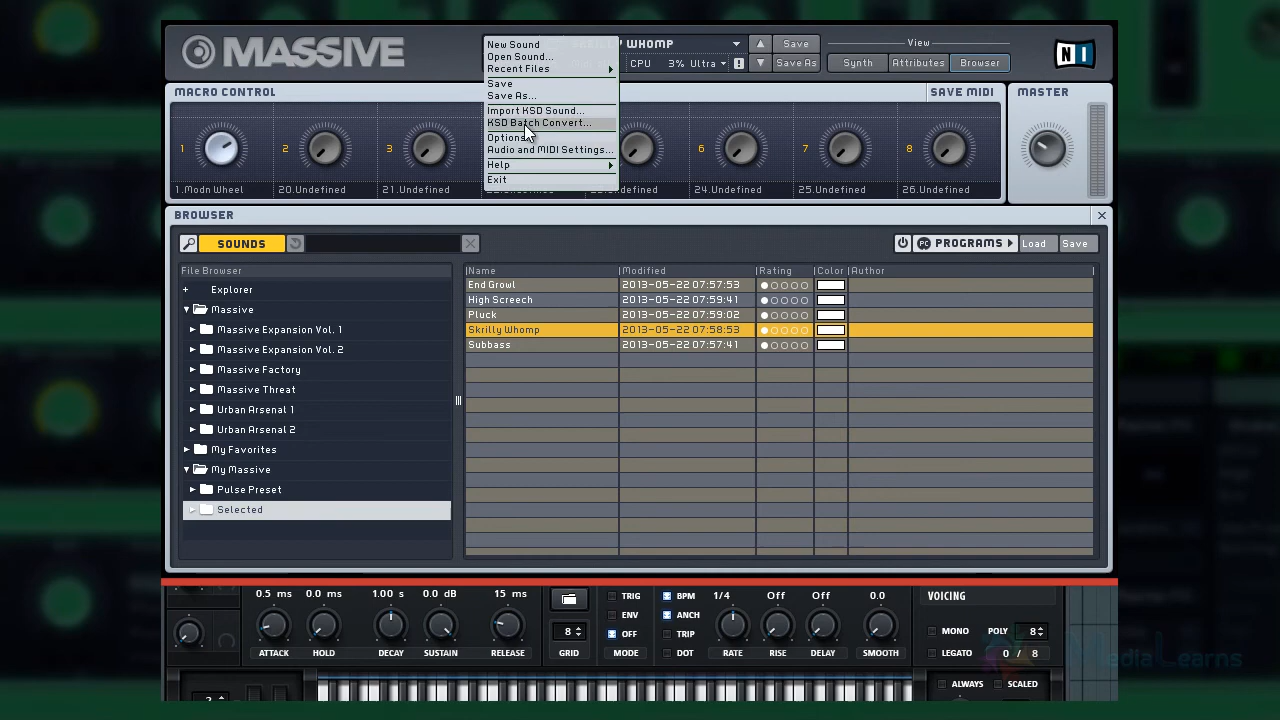 MASSIVE
New Sound
Open Sound...
Recent Files
Save
Save As...
Import KSD Sound...
KSD Batch Convert...
Options
Audio and MIDI Settings...
Help
Exit
WHOMP
Save
CPU 3% Ultra
Save As
View
Synth Attributes Browser
NI
MACRO CONTROL
SAVE MIDI
MASTER
1 2 3 6 7 8
1.Modn Wheel 20.Undefined 21.Undefined 24.Undefined 25.Undefined 26.Undefined
BROWSER
SOUNDS
PC PROGRAMS Load Save
File Browser
Explorer
Massive
Massive Expansion Vol. 1
Massive Expansion Vol. 2
Massive Factory
Massive Threat
Urban Arsenal 1
Urban Arsenal 2
My Favorites
My Massive
Pulse Preset
Selected
Name Modified Rating Color Author
End Growl 2013-05-22 07:57:53
High Screech 2013-05-22 07:59:41
Pluck 2013-05-22 07:59:02
Skrilly Whomp 2013-05-22 07:58:53
Subbass 2013-05-22 07:57:41
0.5 ms 0.0 ms 1.00 s 0.0 dB 15 ms
ATTACK HOLD DECAY SUSTAIN RELEASE
8
GRID
TRIG
ENV
OFF
MODE
BPM
ANCH
TRIP
DOT
1/4 Off Off 0.0
RATE RISE DELAY SMOOTH
VOICING
MONO POLY 8
LEGATO 0 / 8
ALWAYS SCALED
MediaLearns